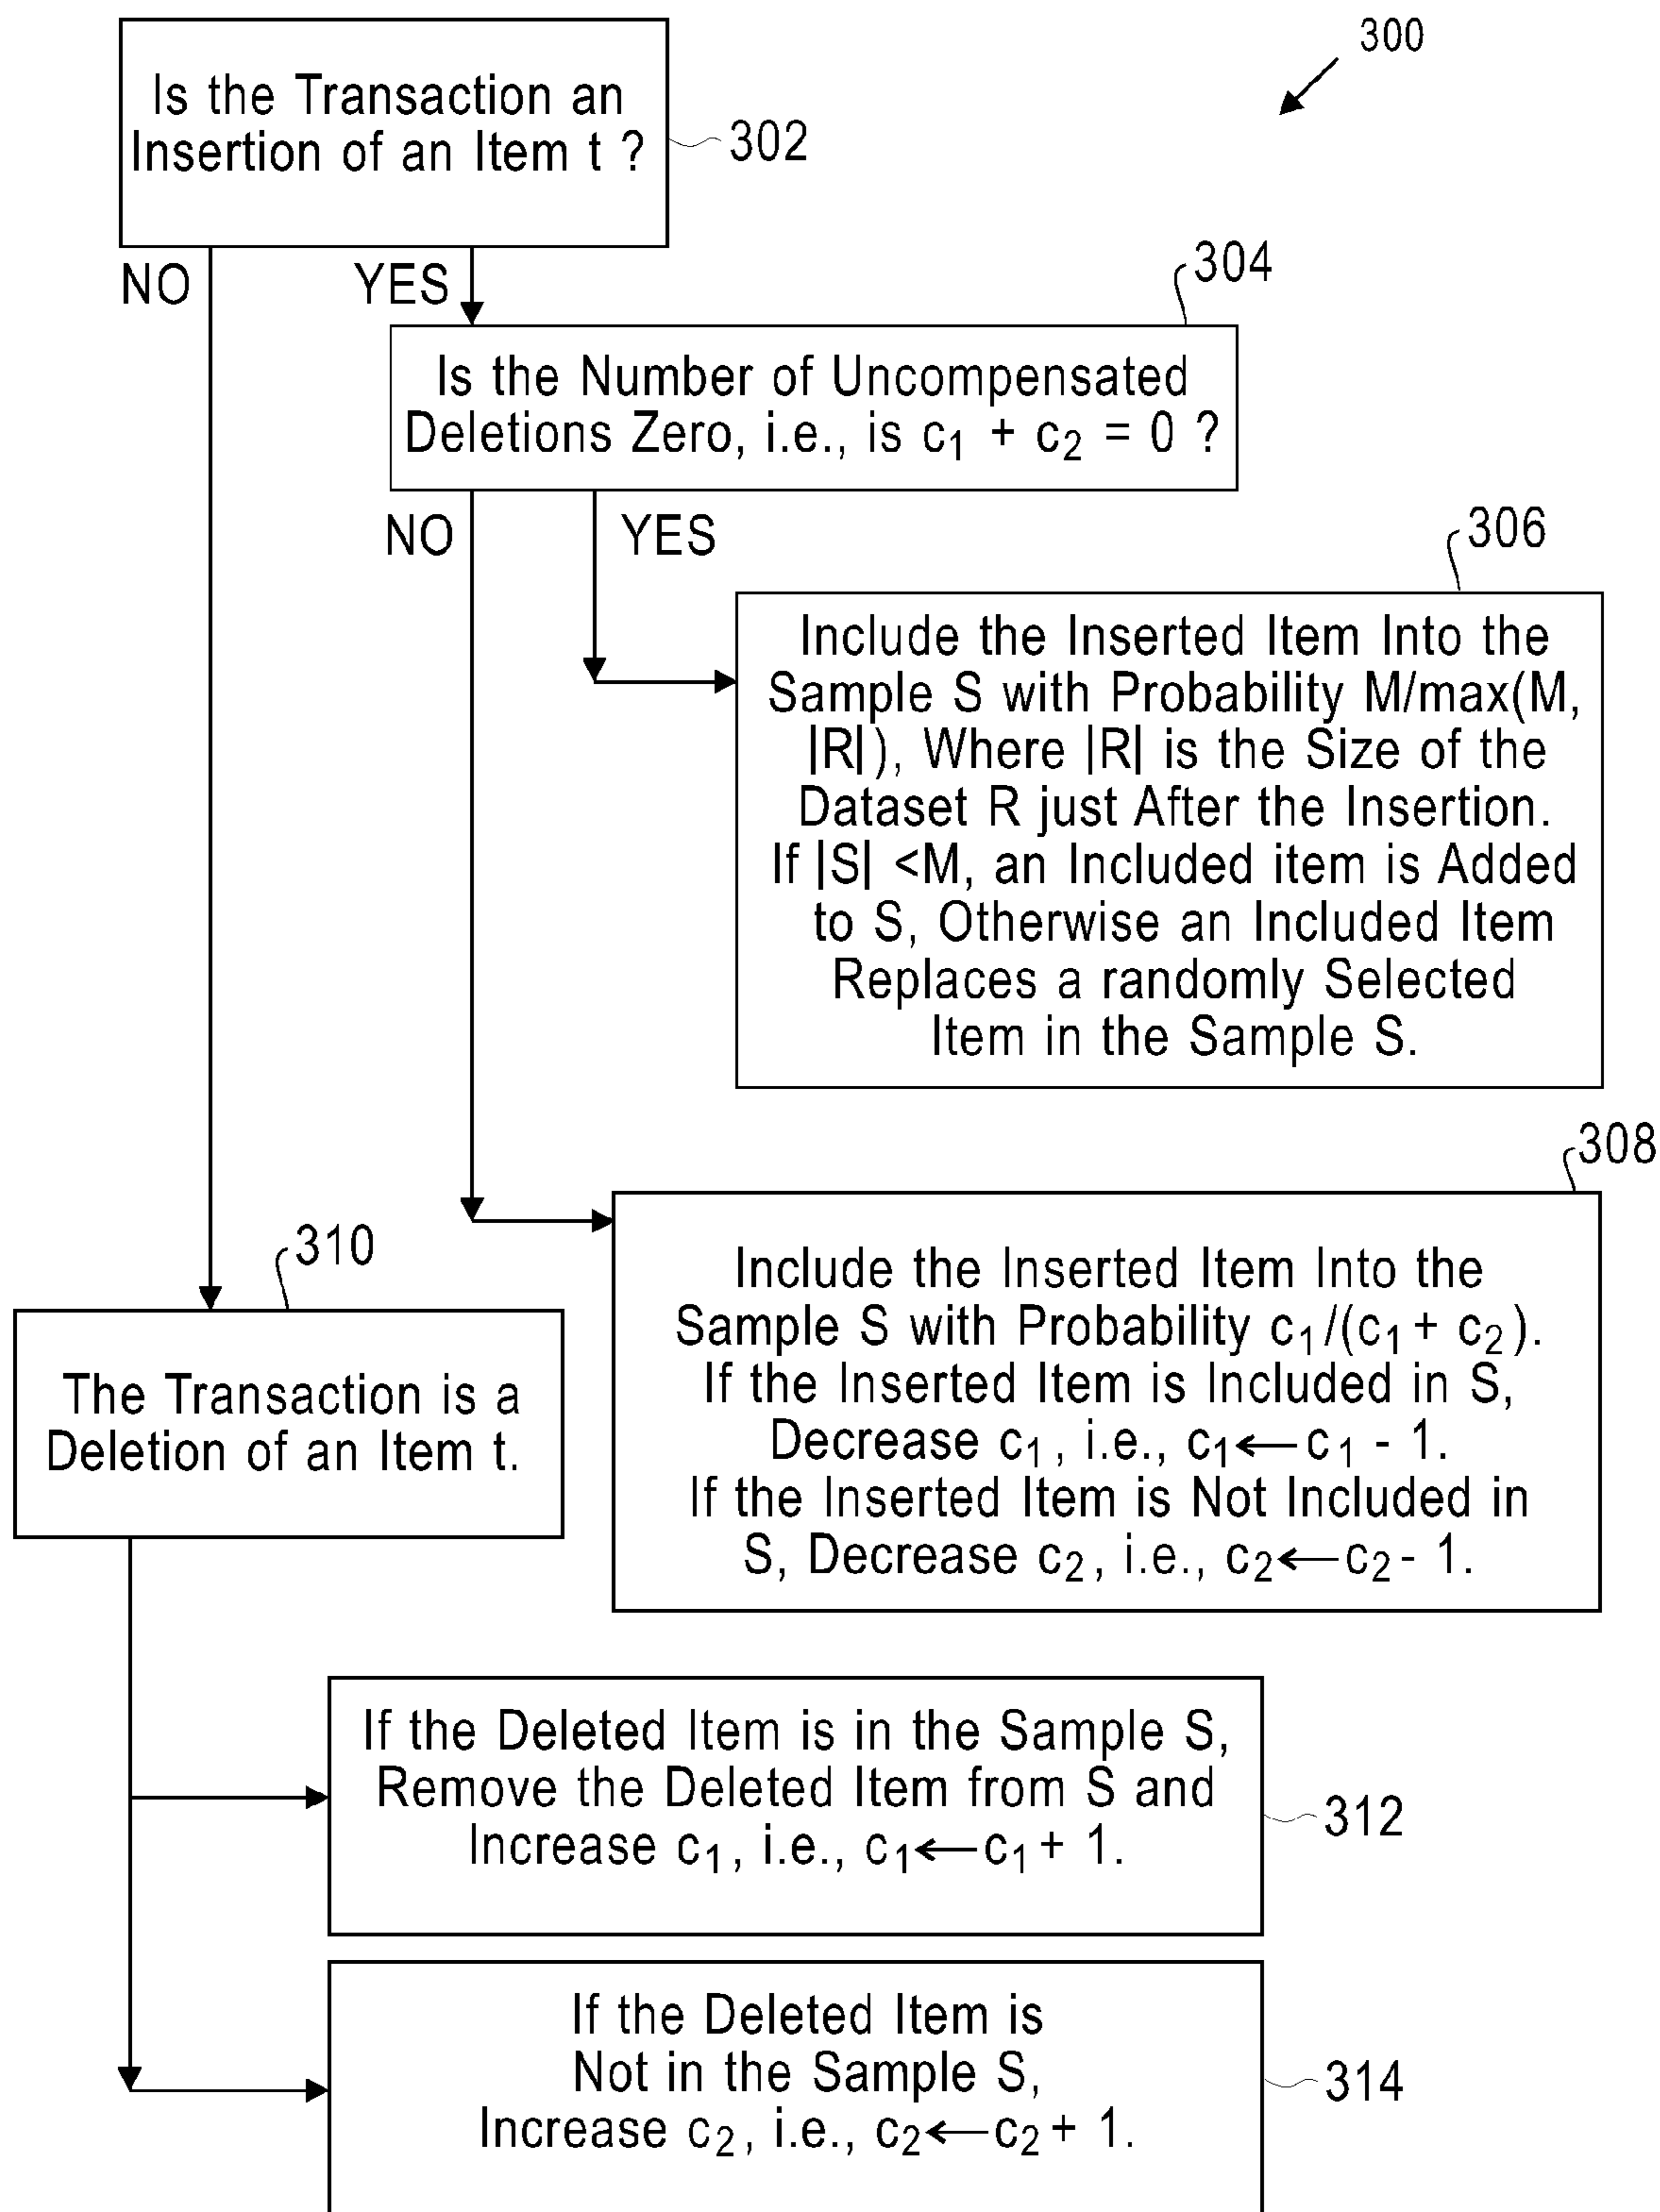 300
Is the Transaction an
Insertion of an Item t ?
302
NO
YES
304
Is the Number of Uncompensated
Deletions Zero, i.e., is c₁ + c₂ = 0 ?
NO
YES
306
Include the Inserted Item Into the
Sample S with Probability M/max(M,
|R|), Where |R| is the Size of the
Dataset R just After the Insertion.
If |S| <M, an Included item is Added
to S, Otherwise an Included Item
Replaces a randomly Selected
Item in the Sample S.
308
Include the Inserted Item Into the
Sample S with Probability c₁/(c₁ + c₂).
If the Inserted Item is Included in S,
Decrease c₁, i.e., c₁←c₁ - 1.
If the Inserted Item is Not Included in
S, Decrease c₂, i.e., c₂←c₂ - 1.
310
The Transaction is a
Deletion of an Item t.
If the Deleted Item is in the Sample S,
Remove the Deleted Item from S and
Increase c₁, i.e., c₁←c₁ + 1.
312
If the Deleted Item is
Not in the Sample S,
Increase c₂, i.e., c₂←c₂ + 1.
314